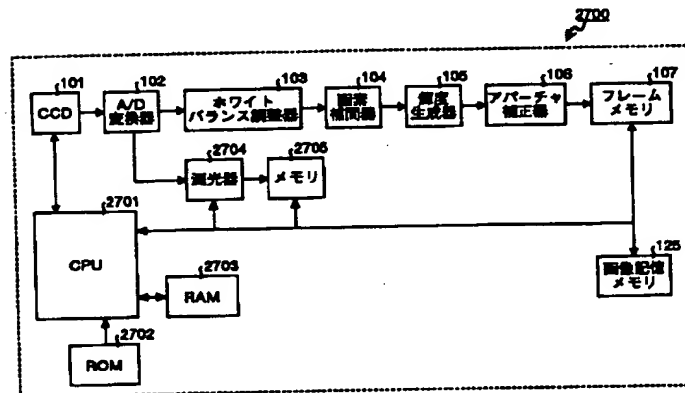 2700
101
CCD
102
A/D
変換器
103
ホワイト
バランス調整器
104
画素
補間器
105
輝度
生成器
106
アパーチャ
補正器
107
フレーム
メモリ
2704
測光器
2705
メモリ
2701
CPU
2703
RAM
2702
ROM
125
画像記憶
メモリ